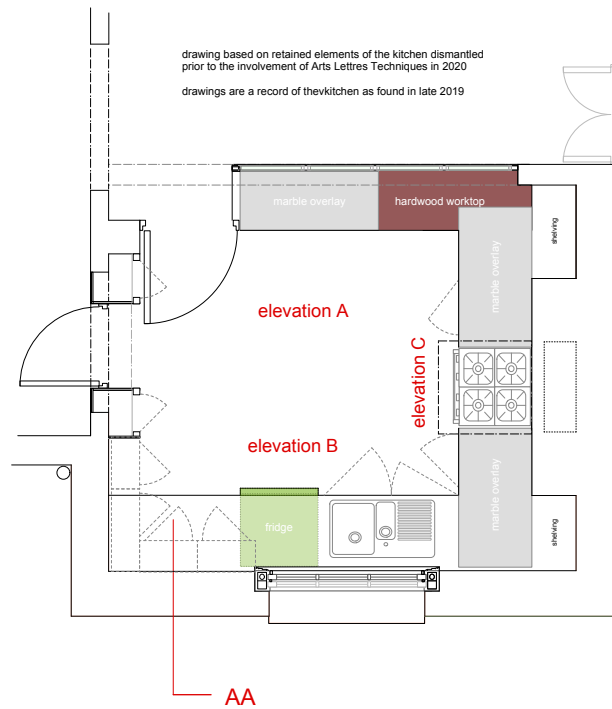 drawing based on retained elements of the kitchen dismantled
prior to the involvement of Arts Lettres Techniques in 2020
drawings are a record of thevkitchen as found in late 2019
marble overlay
hardwood worktop
shelving
marble overlay
elevation A
elevation C
elevation B
marble overlay
fridge
shelving
AA